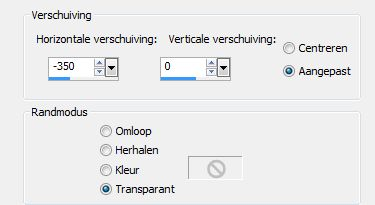 Verschuiving
Horizontale verschuiving: Verticale verschuiving:
-350 0
Centreren
Aangepast
Randmodus
Omloop
Herhalen
Kleur
Transparant